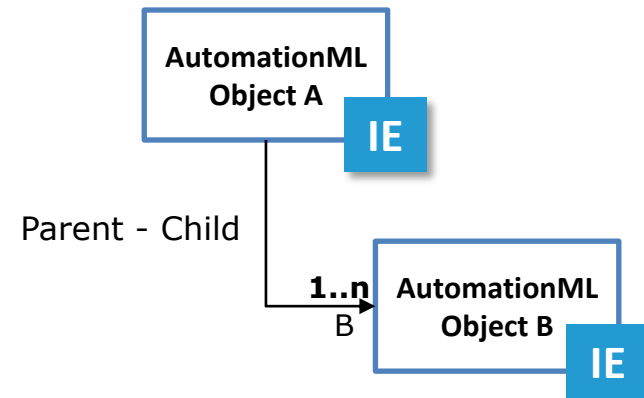 AutomationML
Object A
IE
Parent - Child
1..n
B
AutomationML
Object B
IE